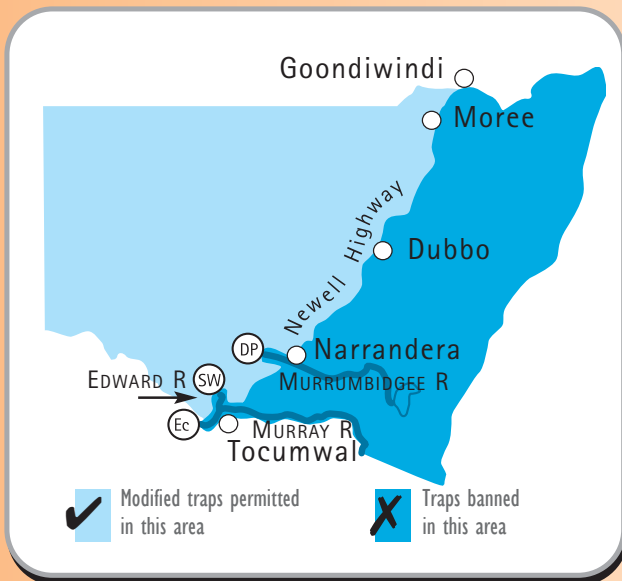 Goondiwindi
Moree
Newell Highway
Dubbo
DP
Narrandera
EDWARD R
SW
MURRUMBIDGEE R
Ec
MURRAY R
Tocumwal
Modified traps permitted
in this area
Traps banned
in this area